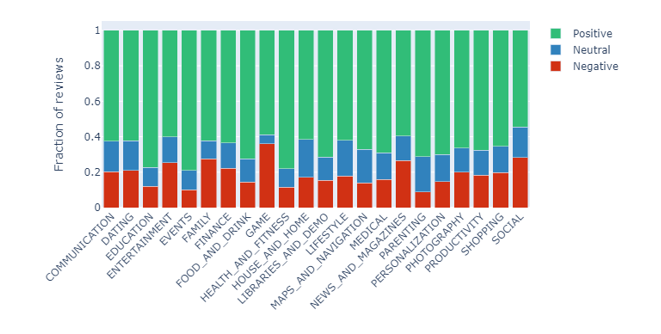 Positive
Neutral
Negative
Fraction of reviews
1
0.8
0.6
0.4
0.2
0
COMMUNICATION
DATING
EDUCATION
ENTERTAINMENT
EVENTS
FAMILY
FINANCE
FOOD_AND_DRINK
GAME
HEALTH_AND_FITNESS
HOUSE_AND_HOME
LIBRARIES_AND_DEMO
LIFESTYLE
MAPS_AND_NAVIGATION
MEDICAL
NEWS_AND_MAGAZINES
PARENTING
PERSONALIZATION
PHOTOGRAPHY
PRODUCTIVITY
SHOPPING
SOCIAL